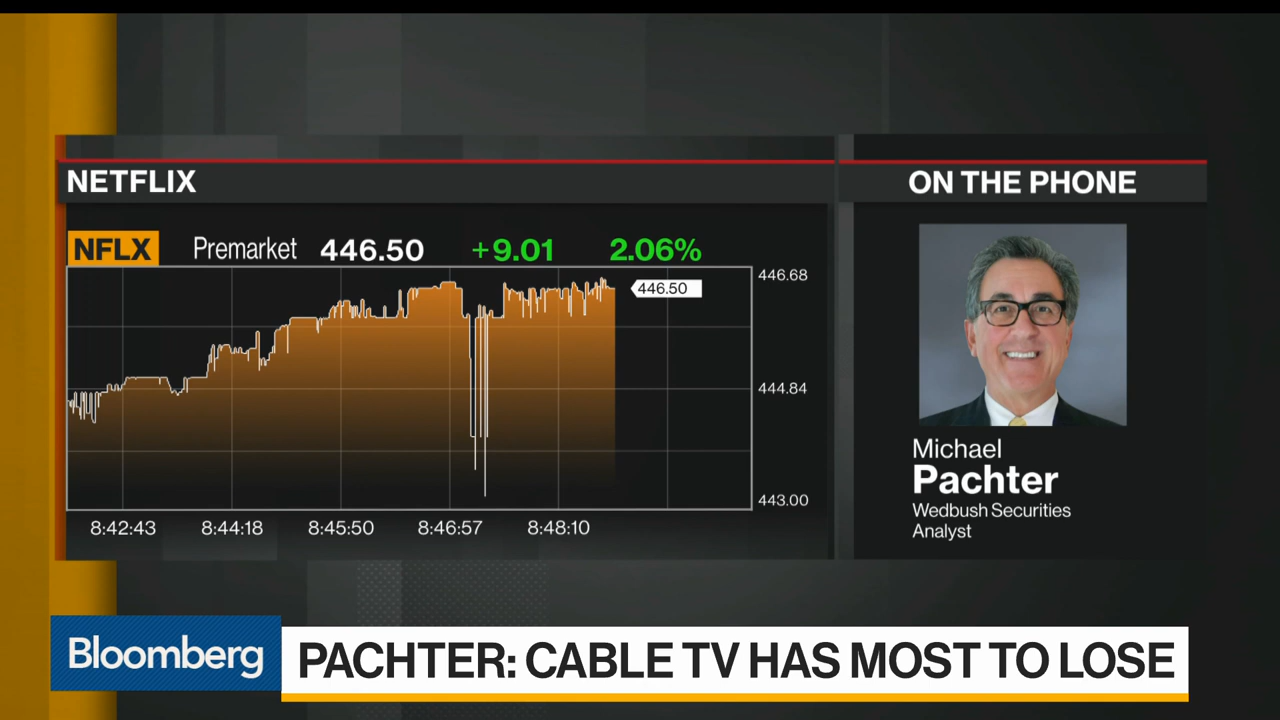 NETFLIX
NFLX Premarket 446.50 +9.01 2.06%
446.68
446.50
444.84
443.00
8:42:43 8:44:18 8:45:50 8:46:57 8:48:10
ON THE PHONE
Michael
Pachter
Wedbush Securities
Analyst
Bloomberg
PACHTER: CABLE TV HAS MOST TO LOSE